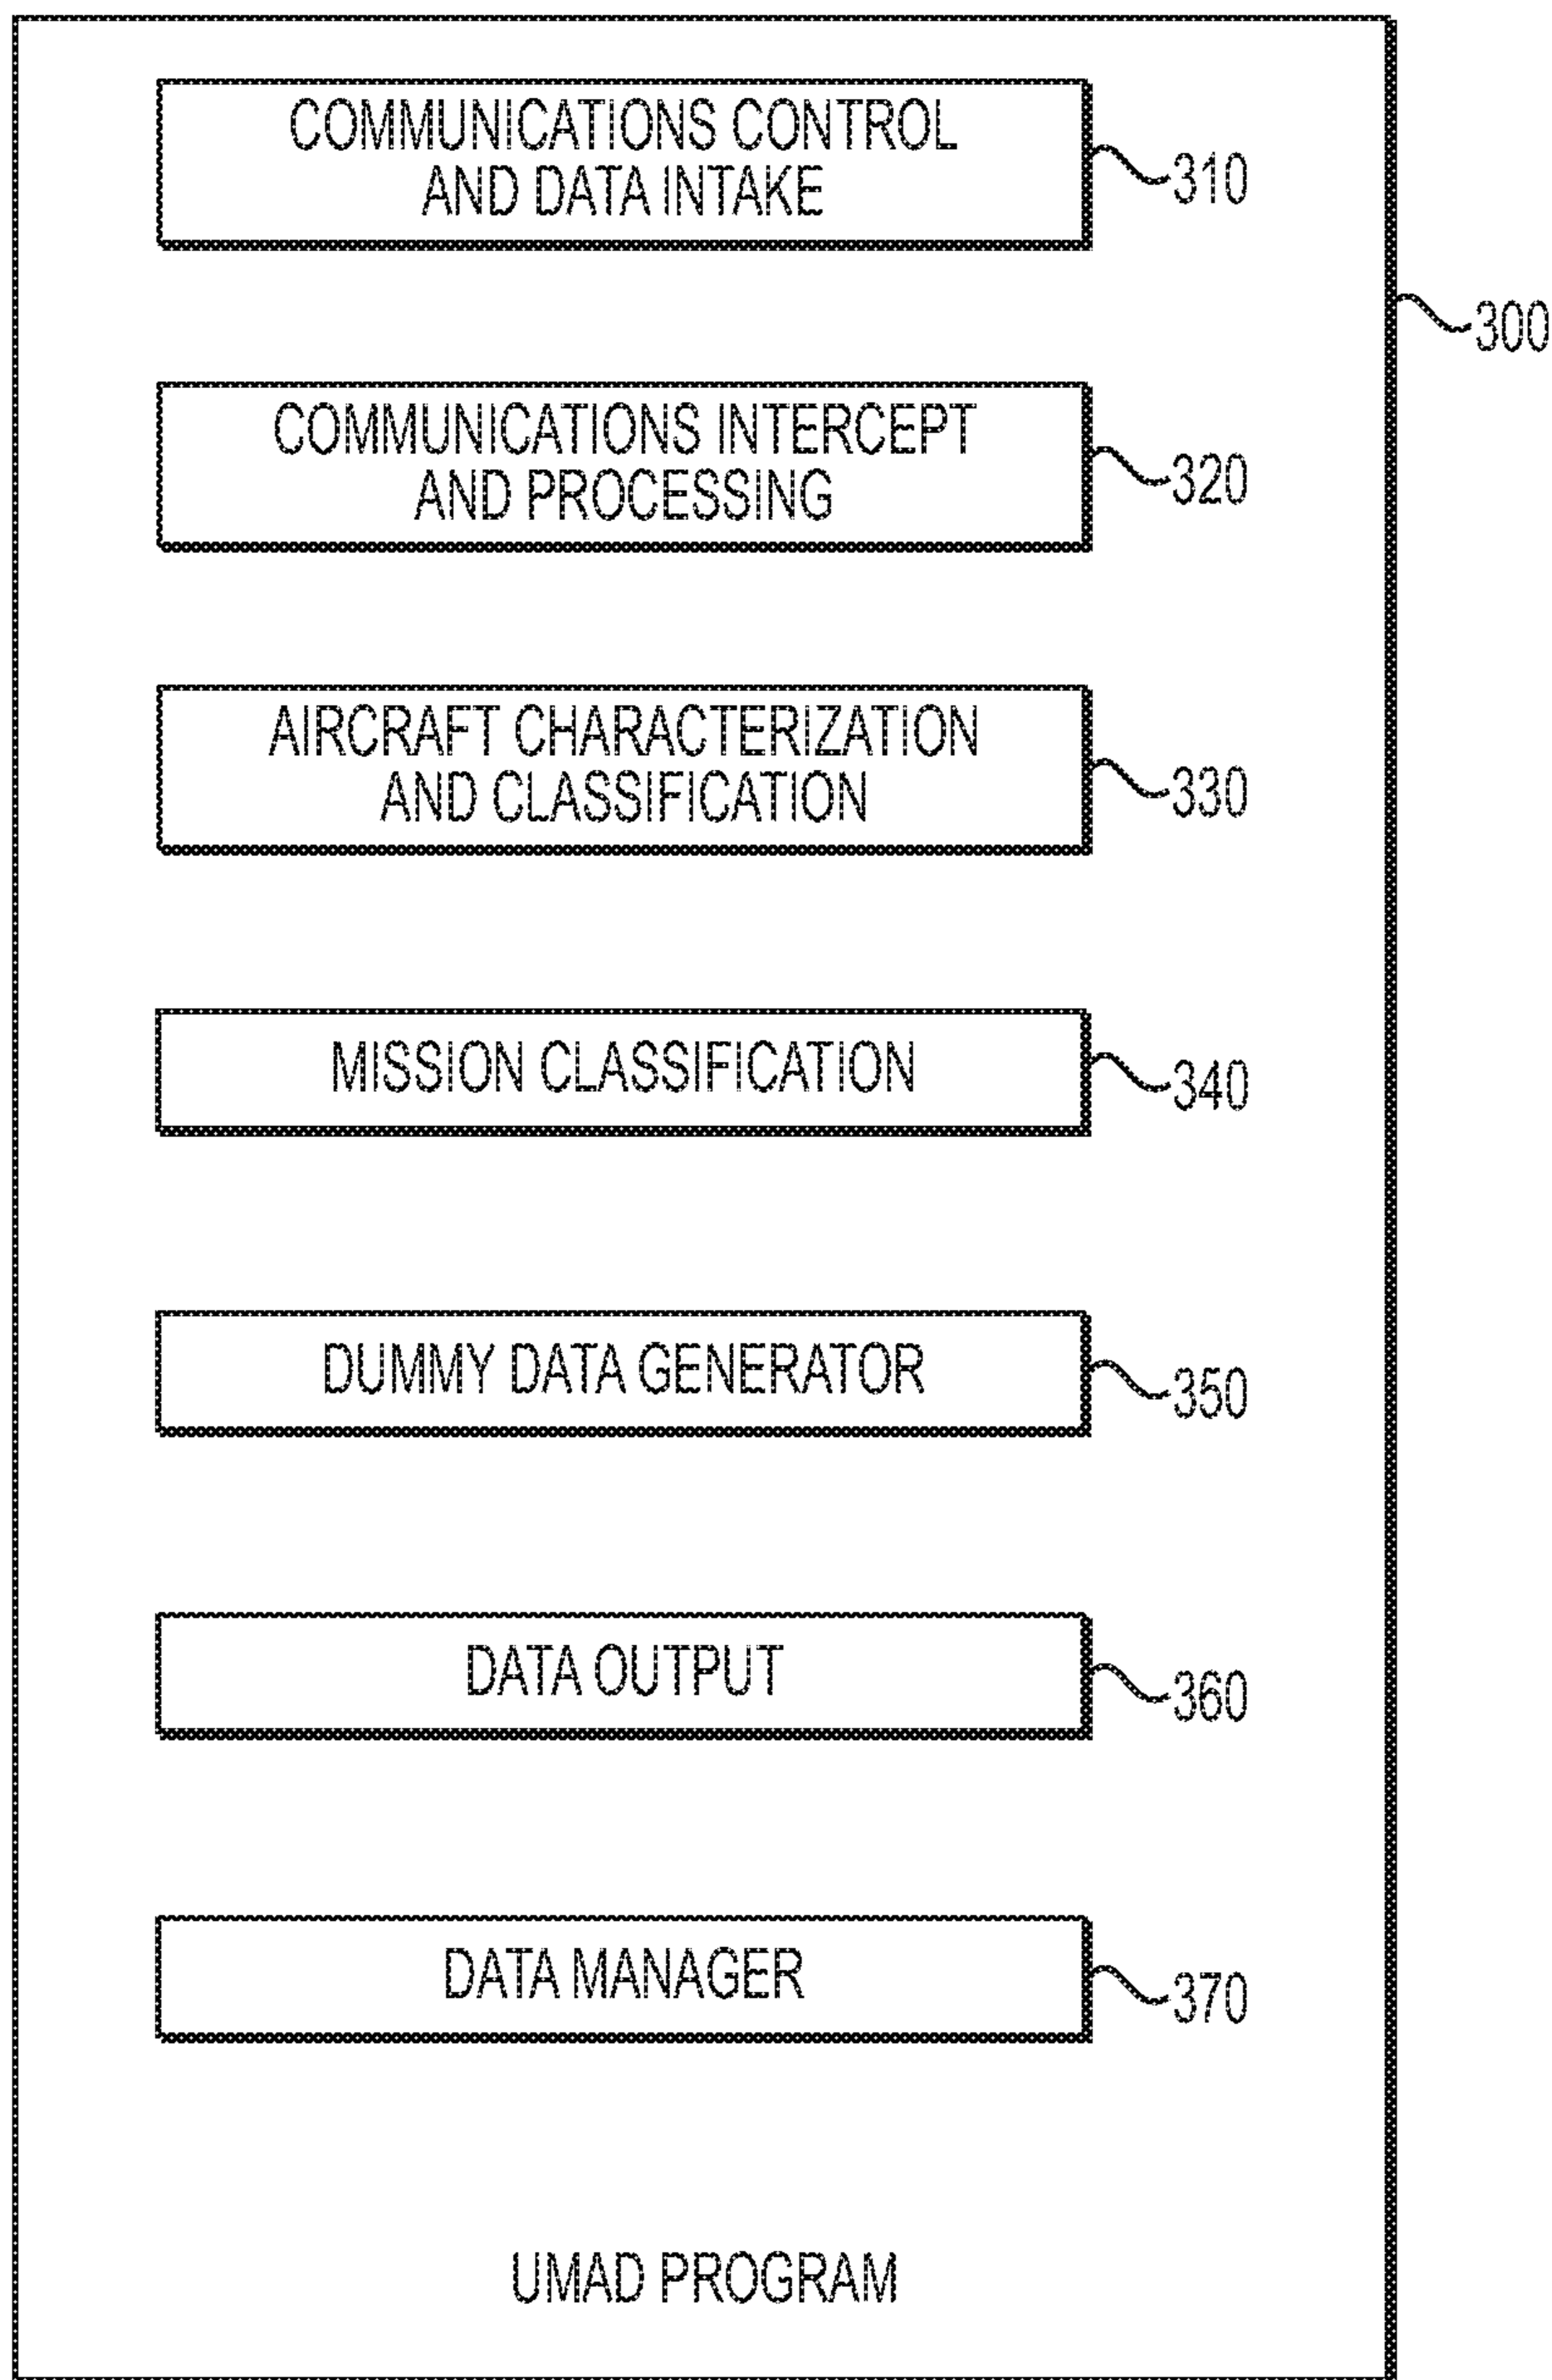 COMMUNICATIONS CONTROL
AND DATA INTAKE
310
300
COMMUNICATIONS INTERCEPT
AND PROCESSING
320
AIRCRAFT CHARACTERIZATION
AND CLASSIFICATION
330
MISSION CLASSIFICATION
340
DUMMY DATA GENERATOR
350
DATA OUTPUT
360
DATA MANAGER
370
UMAD PROGRAM